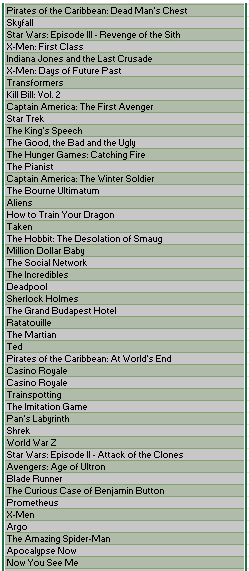 Pirates of the Caribbean: Dead Man's Chest
Skyfall
Star Wars: Episode III - Revenge of the Sith
X-Men: First Class
Indiana Jones and the Last Crusade
X-Men: Days of Future Past
Transformers
Kill Bill: Vol. 2
Captain America: The First Avenger
Star Trek
The King's Speech
The Good, the Bad and the Ugly
The Hunger Games: Catching Fire
The Pianist
Captain America: The Winter Soldier
The Bourne Ultimatum
Aliens
How to Train Your Dragon
Taken
The Hobbit: The Desolation of Smaug
Million Dollar Baby
The Social Network
The Incredibles
Deadpool
Sherlock Holmes
The Grand Budapest Hotel
Ratatouille
The Martian
Ted
Pirates of the Caribbean: At World's End
Casino Royale
Casino Royale
Trainspotting
The Imitation Game
Pan's Labyrinth
Shrek
World War Z
Star Wars: Episode II - Attack of the Clones
Avengers: Age of Ultron
Blade Runner
The Curious Case of Benjamin Button
Prometheus
X-Men
Argo
The Amazing Spider-Man
Apocalypse Now
Now You See Me